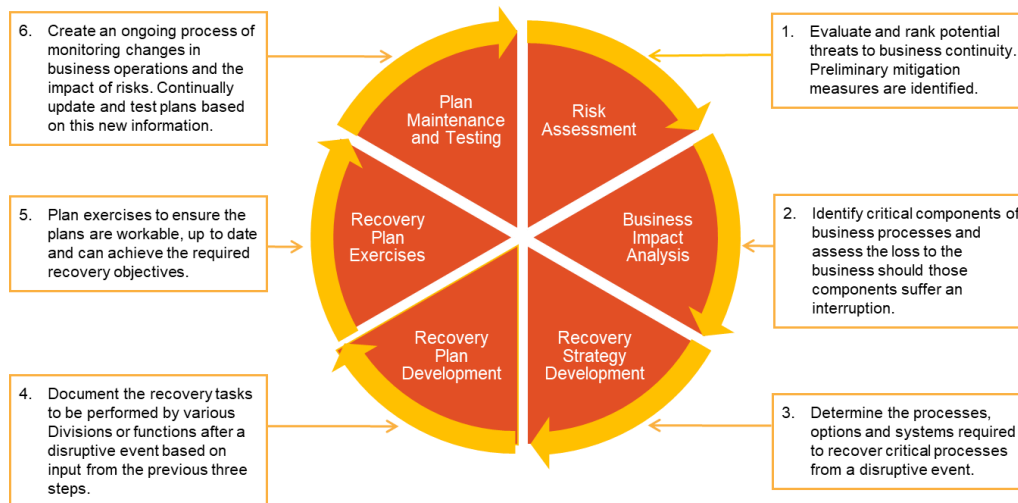 6. Create an ongoing process of
monitoring changes in
business operations and the
impact of risks. Continually
update and test plans based
on this new information.
1. Evaluate and rank potential
threats to business continuity.
Preliminary mitigation
measures are identified.
Plan
Maintenance
and Testing
Risk
Assessment
5. Plan exercises to ensure the
plans are workable, up to date
and can achieve the required
recovery objectives.
Recovery
Plan
Exercises
Business
Impact
Analysis
2. Identify critical components of
business processes and
assess the loss to the
business should those
components suffer an
interruption.
Recovery
Plan
Development
Recovery
Strategy
Development
4. Document the recovery tasks
to be performed by various
Divisions or functions after a
disruptive event based on
input from the previous three
steps.
3. Determine the processes,
options and systems required
to recover critical processes
from a disruptive event.